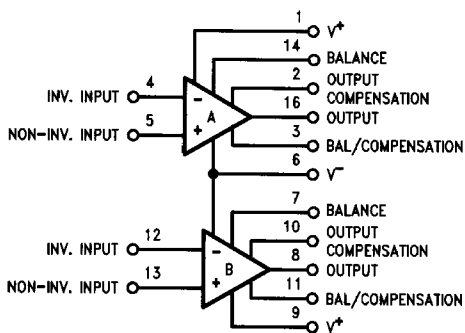 1 V+
14 BALANCE
2 OUTPUT COMPENSATION
4 INV. INPUT
16 OUTPUT
5 NON-INV. INPUT
- A +
3 BAL/COMPENSATION
6 V-
7 BALANCE
10 OUTPUT COMPENSATION
12 INV. INPUT
8 OUTPUT
13 NON-INV. INPUT
- B +
11 BAL/COMPENSATION
9 V+